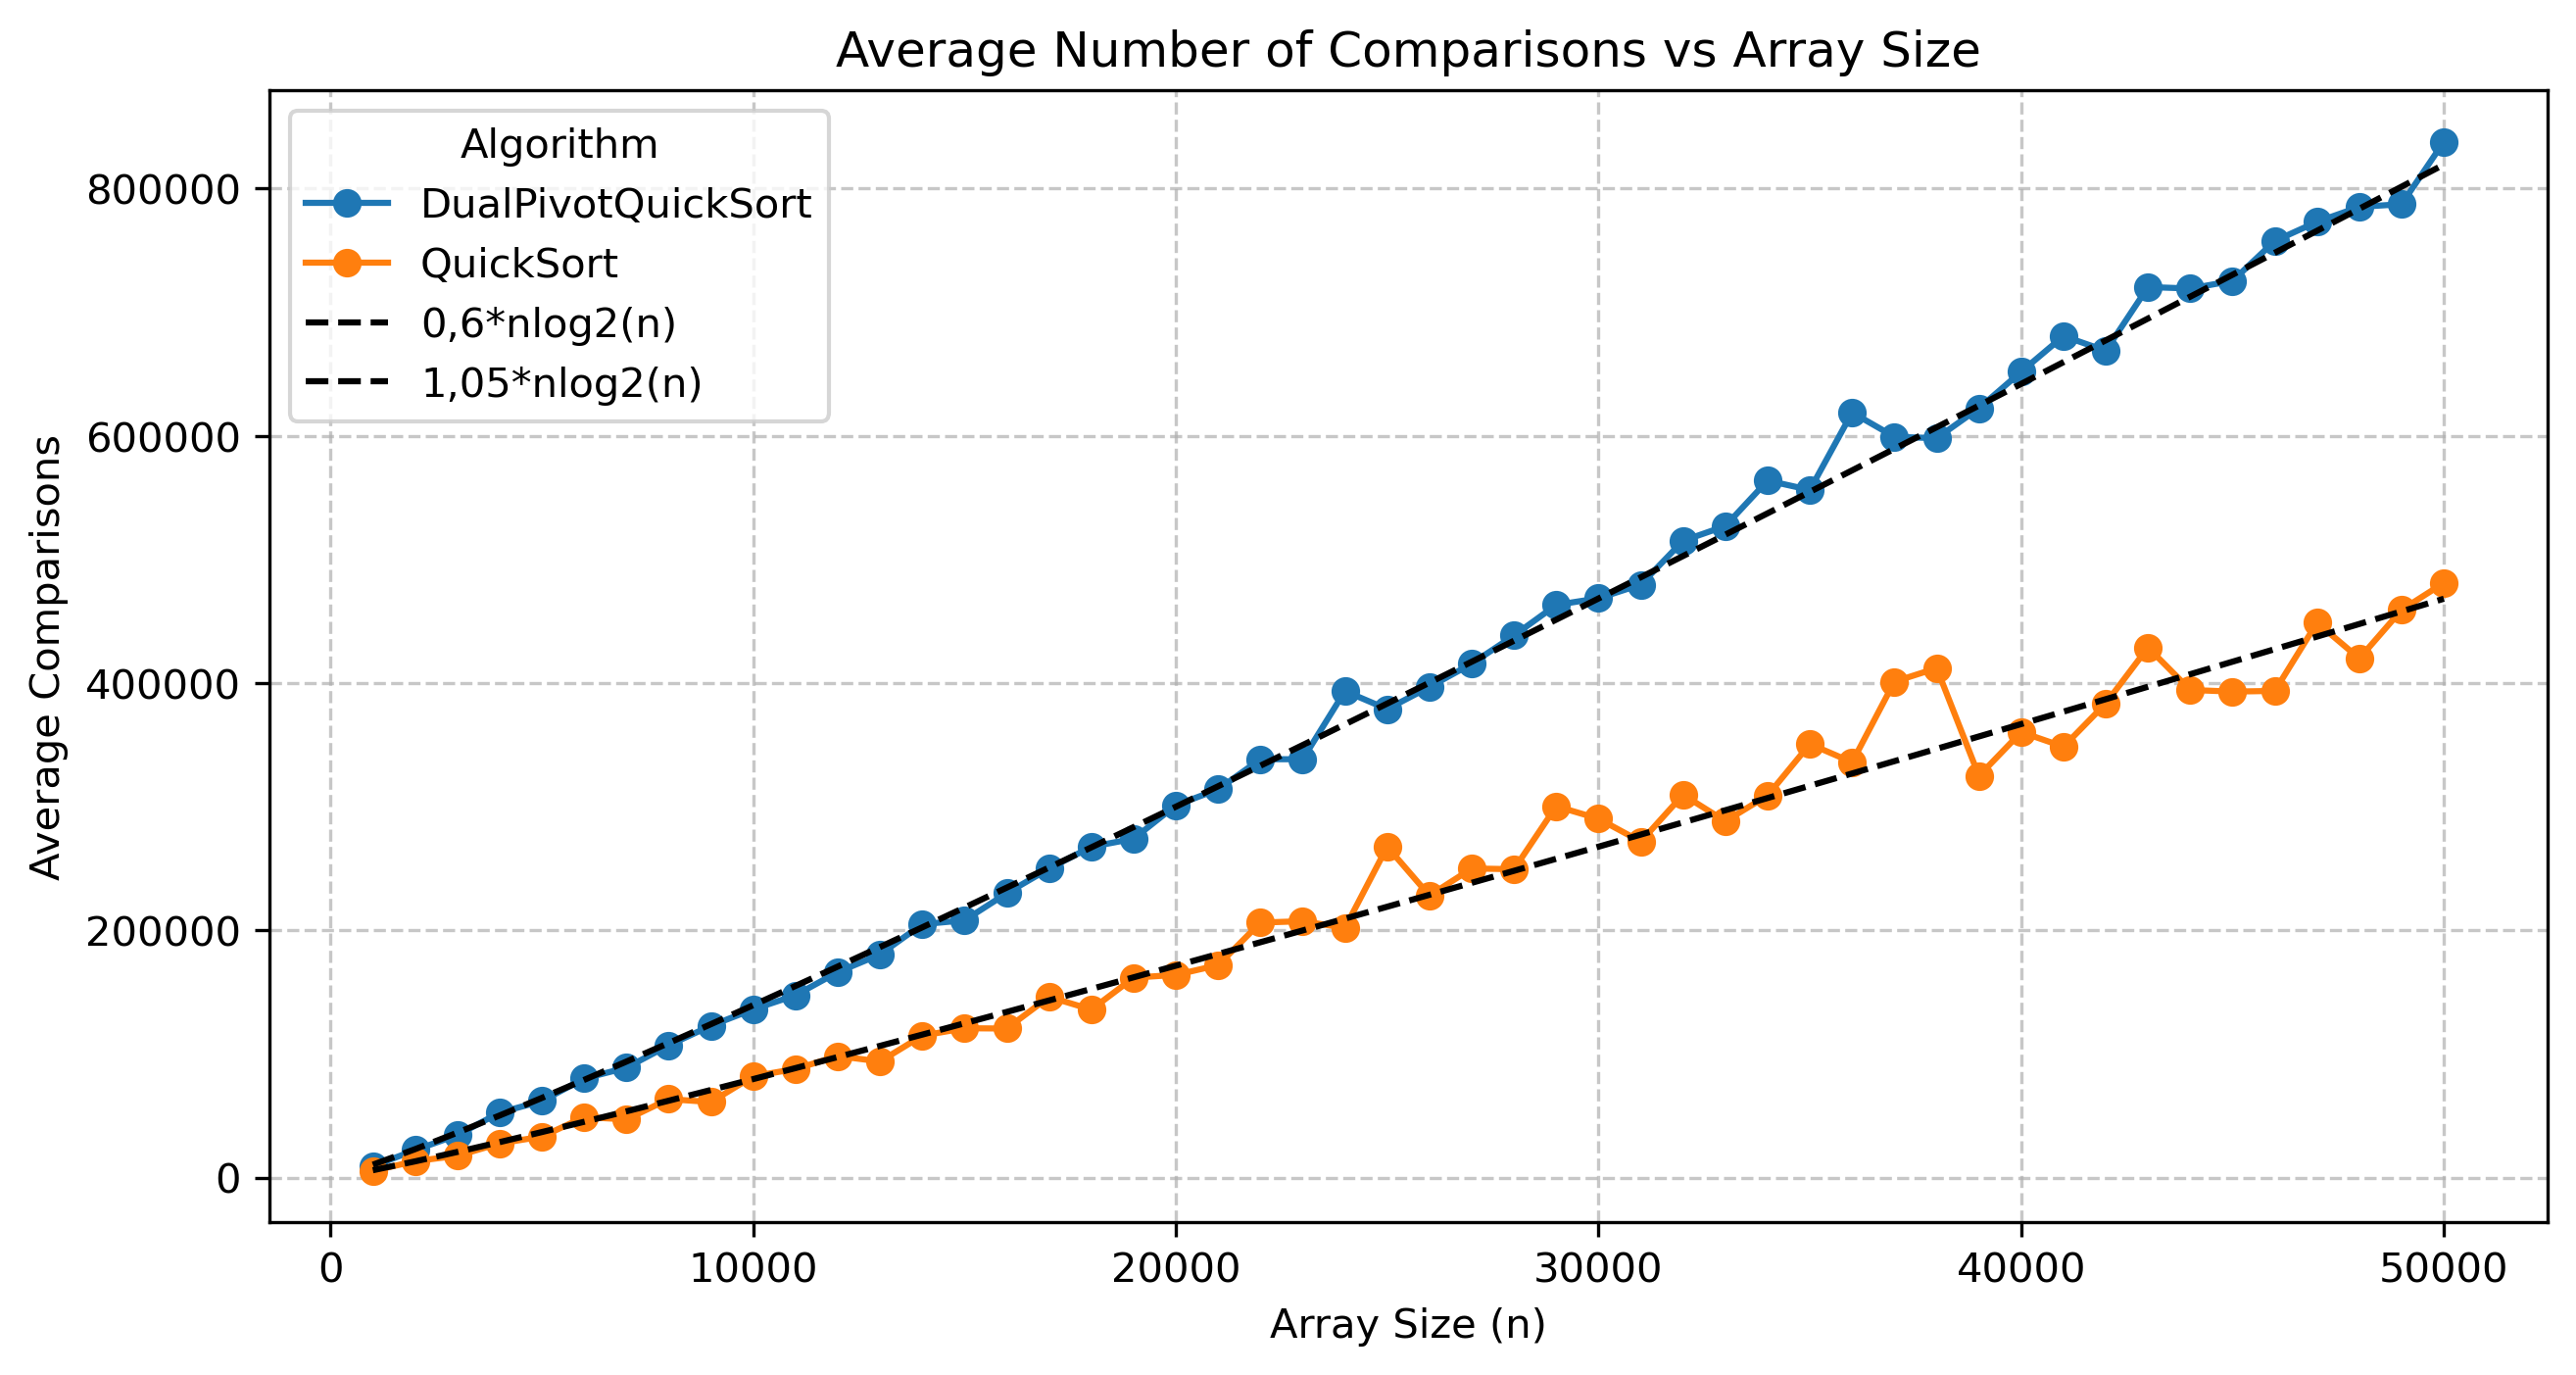 Average Number of Comparisons vs Array Size
Algorithm
DualPivotQuickSort
QuickSort
0,6*nlog2(n)
1,05*nlog2(n)
Average Comparisons
800000
600000
400000
200000
0
0 10000 20000 30000 40000 50000
Array Size (n)